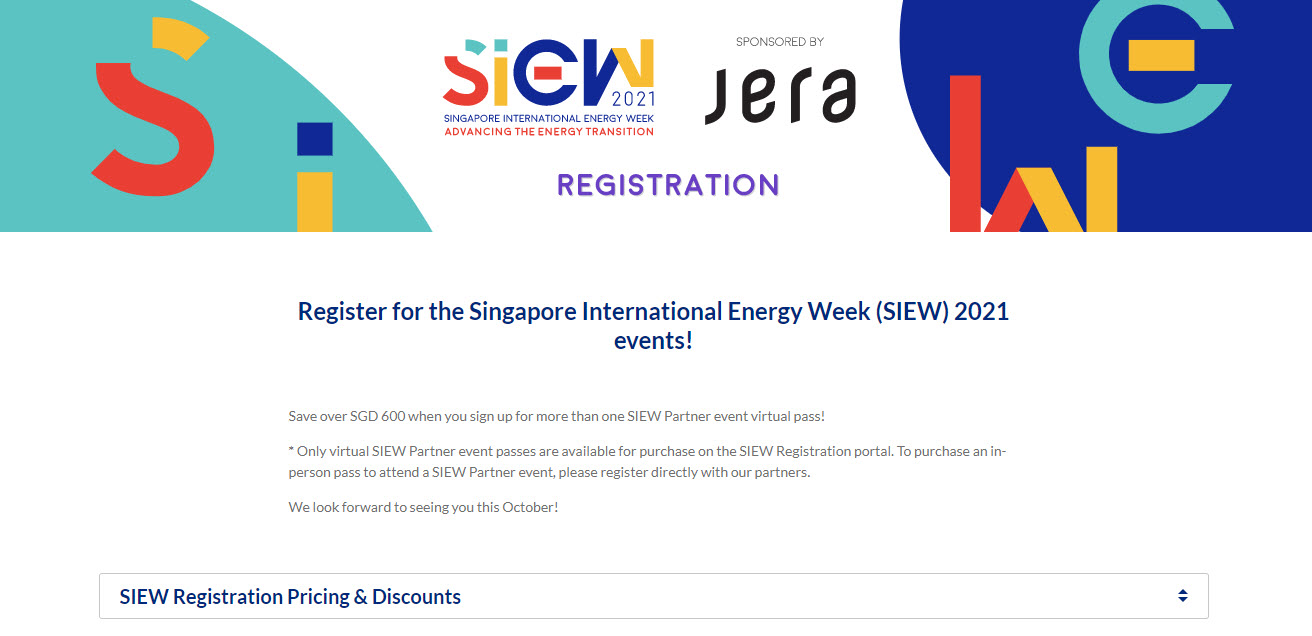 SiEW
2021
SINGAPORE INTERNATIONAL ENERGY WEEK
ADVANCING THE ENERGY TRANSITION
SPONSORED BY
Jera
REGISTRATION
Si
EW
Register for the Singapore International Energy Week (SIEW) 2021
events!
Save over SGD 600 when you sign up for more than one SIEW Partner event virtual pass!
* Only virtual SIEW Partner event passes are available for purchase on the SIEW Registration portal. To purchase an in-
person pass to attend a SIEW Partner event, please register directly with our partners.
We look forward to seeing you this October!
SIEW Registration Pricing & Discounts